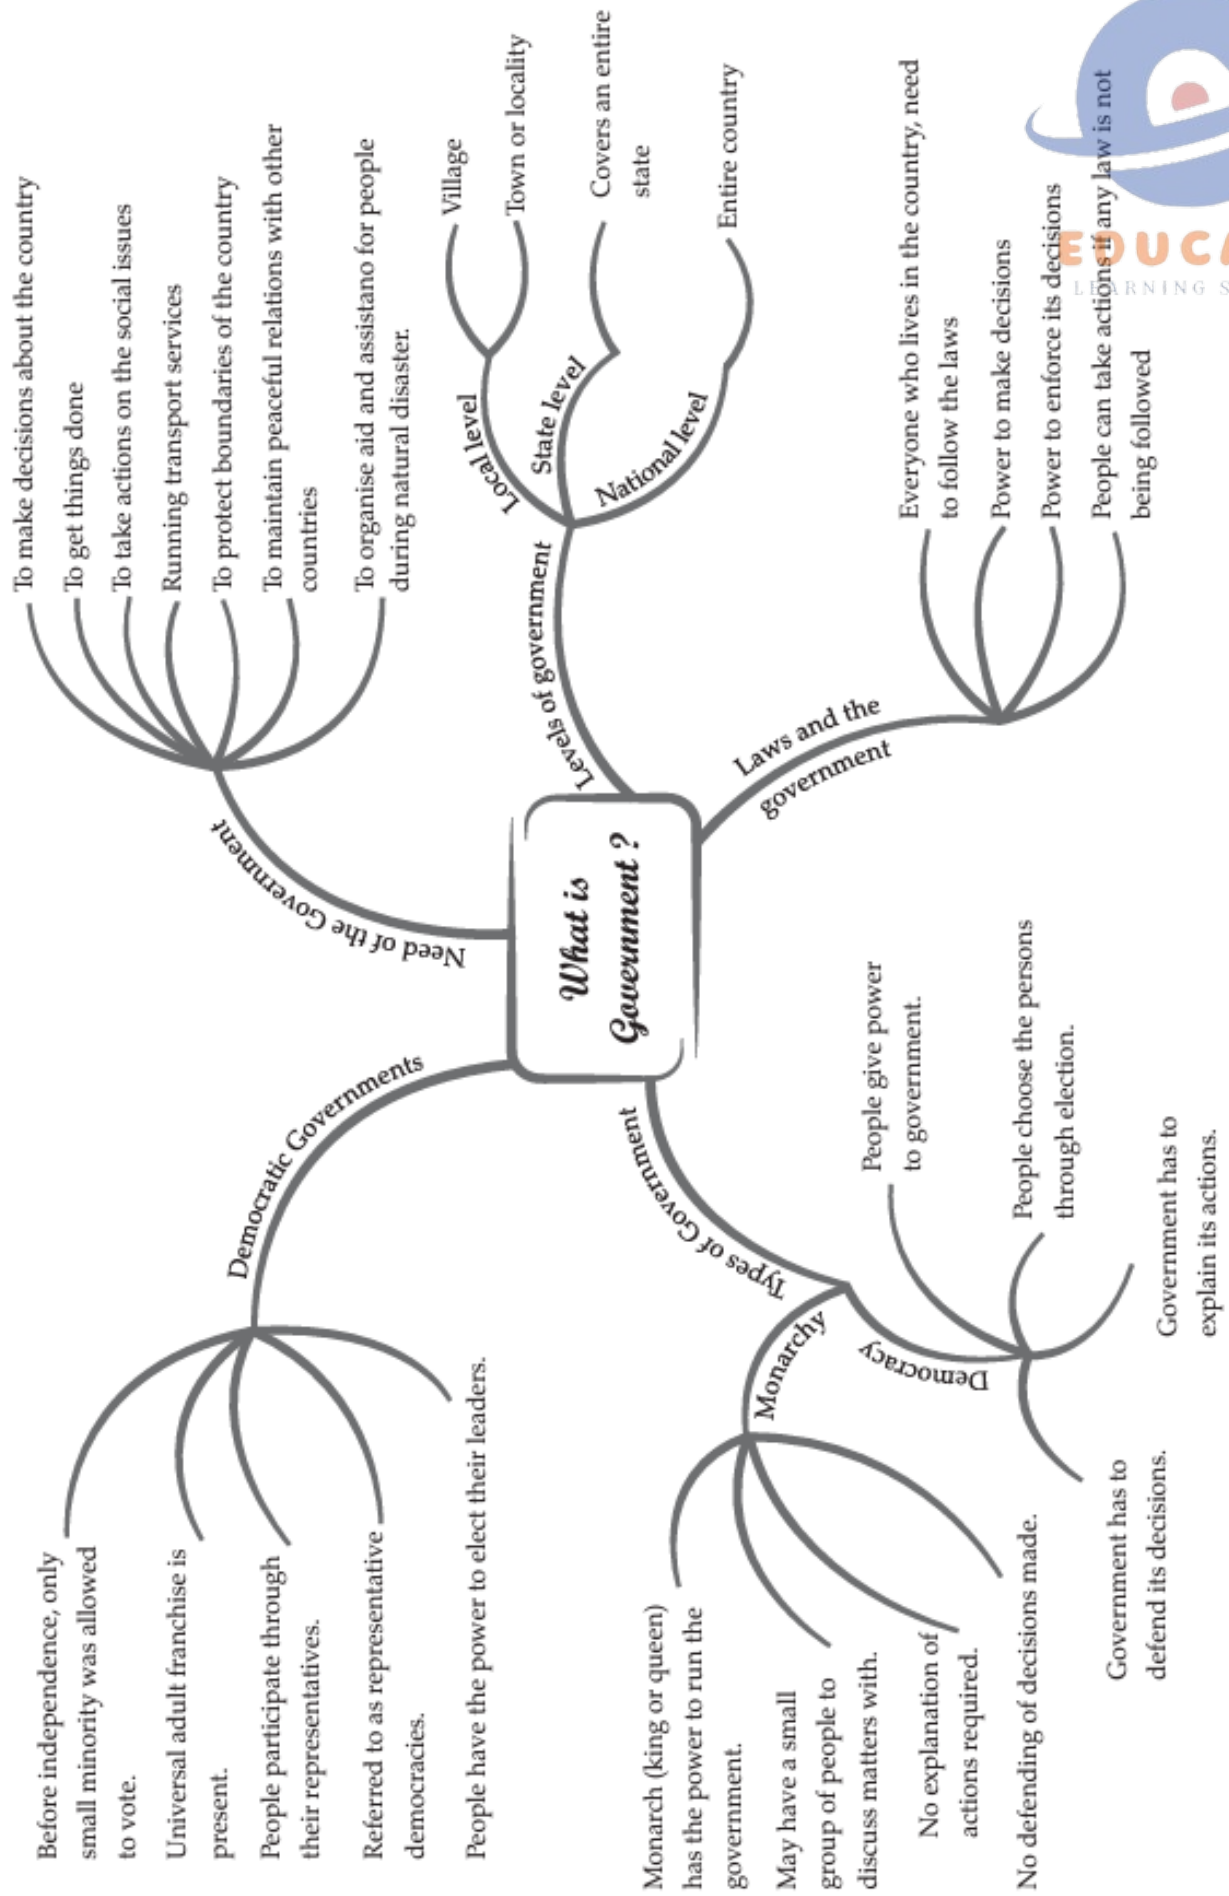 What is
Government ?
Need of the Government
To make decisions about the country
To get things done
To take actions on the social issues
Running transport services
To protect boundaries of the country
To maintain peaceful relations with other
countries
To organise aid and assistano for people
during natural disaster.
Levels of government
Local level
Village
Town or locality
State level
Covers an entire
state
National level
Entire country
Laws and the
government
Everyone who lives in the country, need
to follow the laws
Power to make decisions
Power to enforce its decisions
People can take actions if any law is not
being followed
Types of Government
Democracy
People give power
to government.
People choose the persons
through election.
Government has to
explain its actions.
Government has to
defend its decisions.
Monarchy
Monarch (king or queen)
has the power to run the
government.
May have a small
group of people to
discuss matters with.
No explanation of
actions required.
No defending of decisions made.
Democratic Governments
Before independence, only
small minority was allowed
to vote.
Universal adult franchise is
present.
People participate through
their representatives.
Referred to as representative
democracies.
People have the power to elect their leaders.
EDUCA
LEARNING S